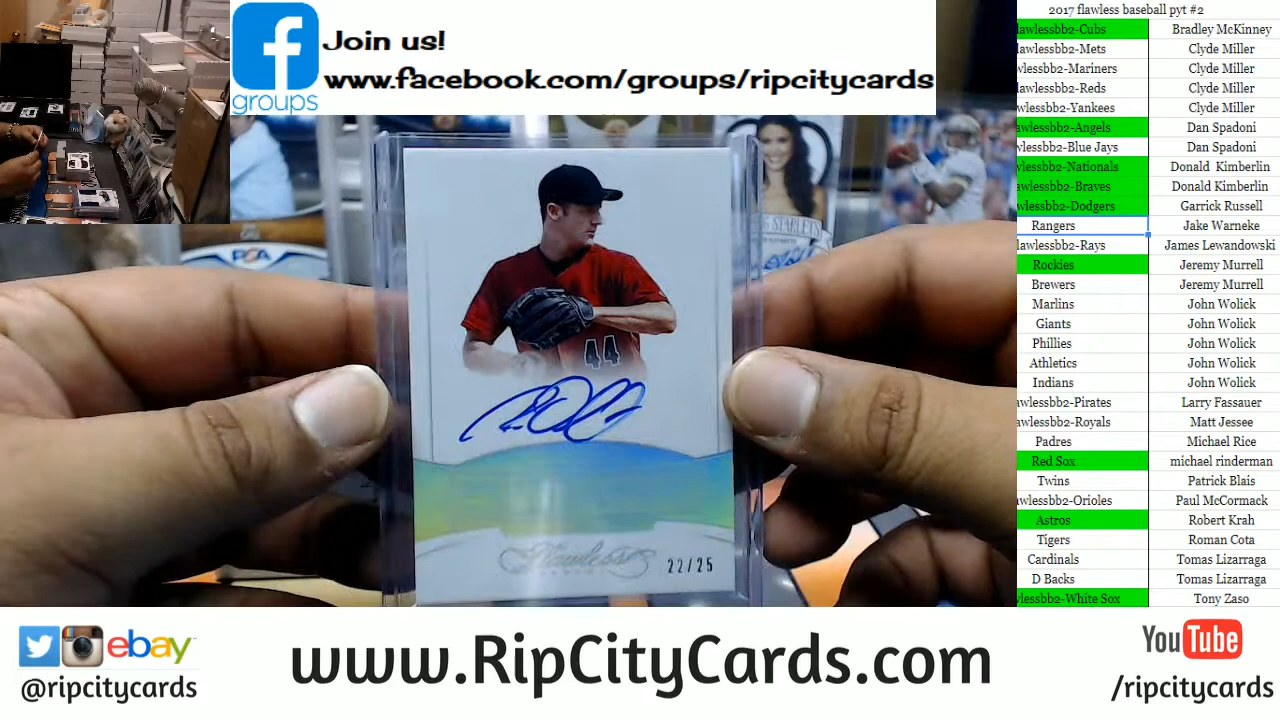 Join us!
www.facebook.com/groups/ripcitycards
groups
PSA
44
Flawless
22/25
2017 flawless baseball pyt #2
lawlessbb2-Cubs Bradley McKinney
wlessbb2-Mets Clyde Miller
wlessbb2-Mariners Clyde Miller
lawlessbb2-Reds Clyde Miller
wlessbb2-Yankees Clyde Miller
awlessbb2-Angels Dan Spadoni
wlessbb2-Blue Jays Dan Spadoni
wlessbb2-Nationals Donald Kimberlin
awlessbb2-Braves Donald Kimberlin
wlessbb2-Dodgers Garrick Russell
Rangers Jake Warneke
lawlessbb2-Rays James Lewandowski
Rockies Jeremy Murrell
Brewers Jeremy Murrell
Marlins John Wolick
Giants John Wolick
Phillies John Wolick
Athletics John Wolick
Indians John Wolick
awlessbb2-Pirates Larry Fassauer
awlessbb2-Royals Matt Jessee
Padres Michael Rice
Red Sox michael rinderman
Twins Patrick Blais
wlessbb2-Orioles Paul McCormack
Astros Robert Krah
Tigers Roman Cota
Cardinals Tomas Lizarraga
D Backs Tomas Lizarraga
wlessbb2-White Sox Tony Zaso
ebay
@ripcitycards
www.RipCityCards.com
YouTube
/ripcitycards